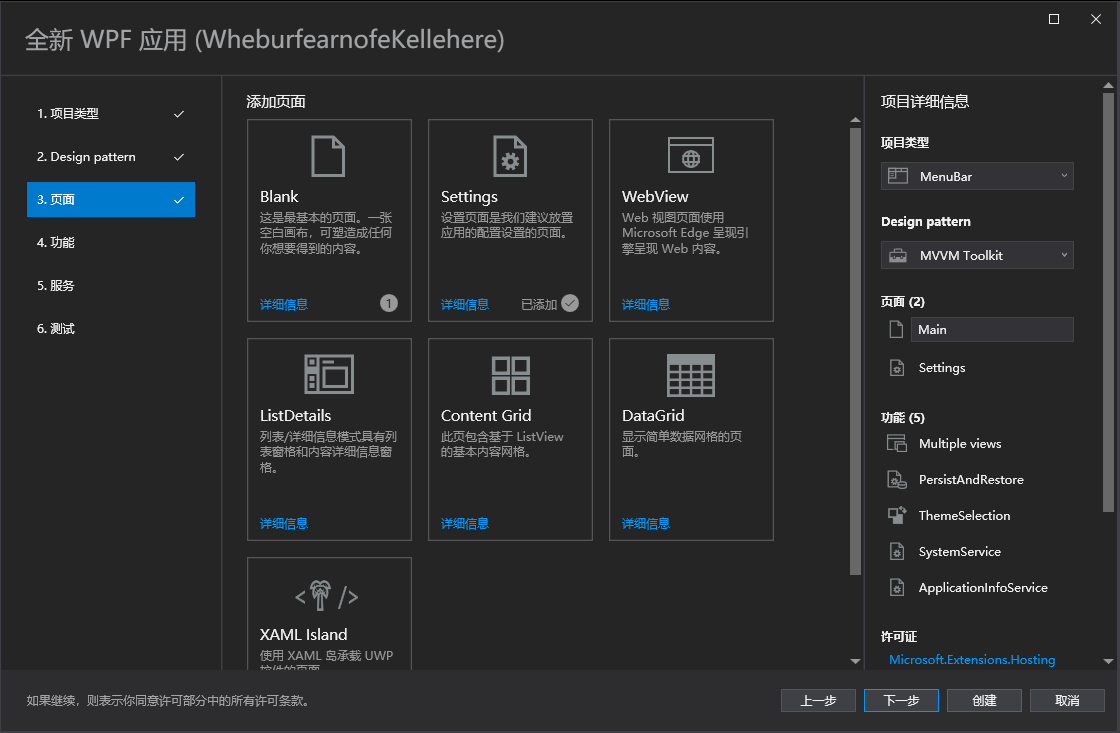 全新 WPF 应用 (WheburfearnofeKellehere)
1. 项目类型
2. Design pattern
3. 页面
4. 功能
5. 服务
6. 测试
添加页面
Blank
这是最基本的页面。一张
空白画布，可塑造成任何
你想要得到的内容。
详细信息
1
Settings
设置页面是我们建议放置
应用的配置设置的页面。
详细信息
已添加
WebView
Web 视图页面使用
Microsoft Edge 呈现引
擎呈现 Web 内容。
详细信息
ListDetails
列表/详细信息模式具有列
表窗格和内容详细信息窗
格。
详细信息
Content Grid
此页包含基于 ListView
的基本内容网格。
详细信息
DataGrid
显示简单数据网格的页
面。
详细信息
XAML Island
使用 XAML 岛承载 UWP
控件的页面
项目详细信息
项目类型
MenuBar
Design pattern
MVVM Toolkit
页面 (2)
Main
Settings
功能 (5)
Multiple views
PersistAndRestore
ThemeSelection
SystemService
ApplicationInfoService
许可证
Microsoft.Extensions.Hosting
如果继续，则表示你同意许可部分中的所有许可条款。
上一步
下一步
创建
取消